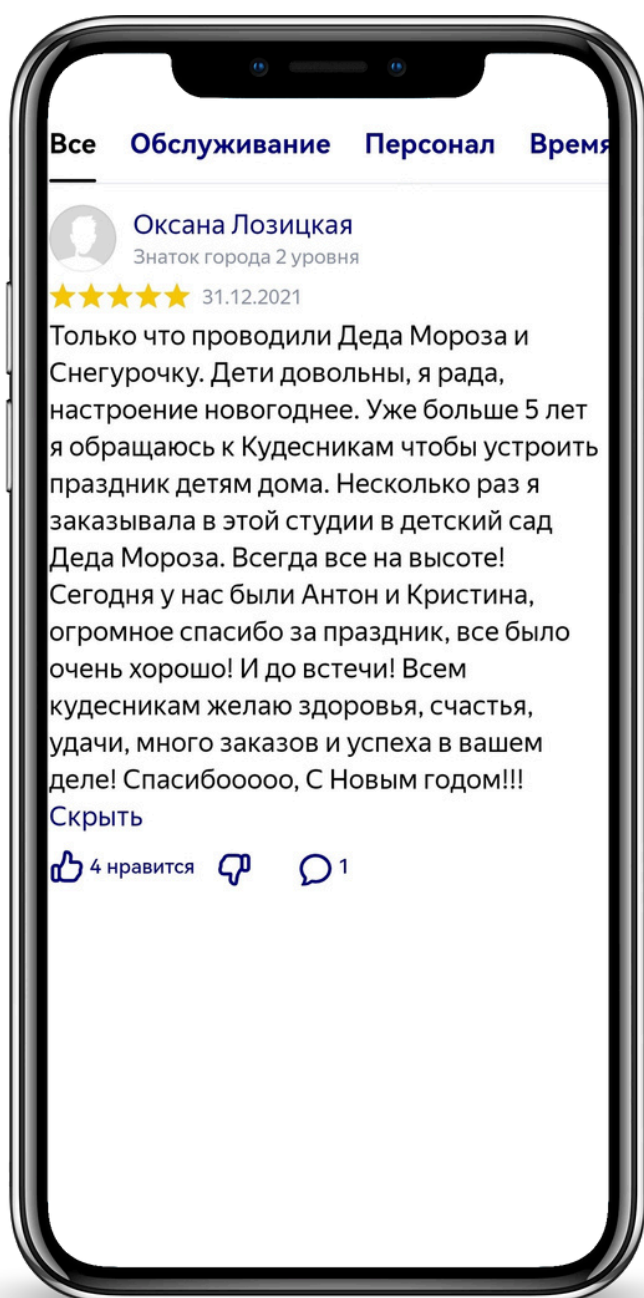 Все Обслуживание Персонал Время
Оксана Лозицкая
Знаток города 2 уровня
31.12.2021
Только что проводили Деда Мороза и
Снегурочку. Дети довольны, я рада,
настроение новогоднее. Уже больше 5 лет
я обращаюсь к Кудесникам чтобы устроить
праздник детям дома. Несколько раз я
заказывала в этой студии в детский сад
Деда Мороза. Всегда все на высоте!
Сегодня у нас были Антон и Кристина,
огромное спасибо за праздник, все было
очень хорошо! И до встечи! Всем
кудесникам желаю здоровья, счастья,
удачи, много заказов и успеха в вашем
деле! Спасибооооо, С Новым годом!!!
Скрыть
4 нравится 1